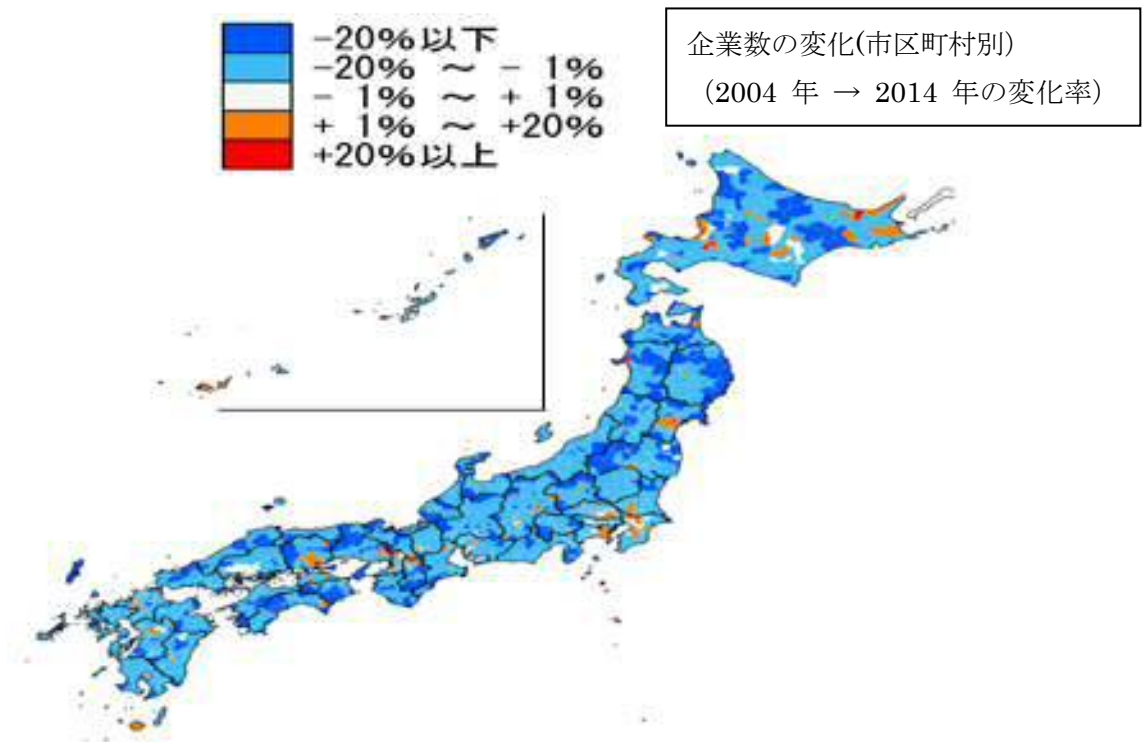 -20%以下
-20% ～ - 1%
- 1% ～ + 1%
+ 1% ～ +20%
+20%以上
企業数の変化(市区町村別)
（2004 年 → 2014 年の変化率）